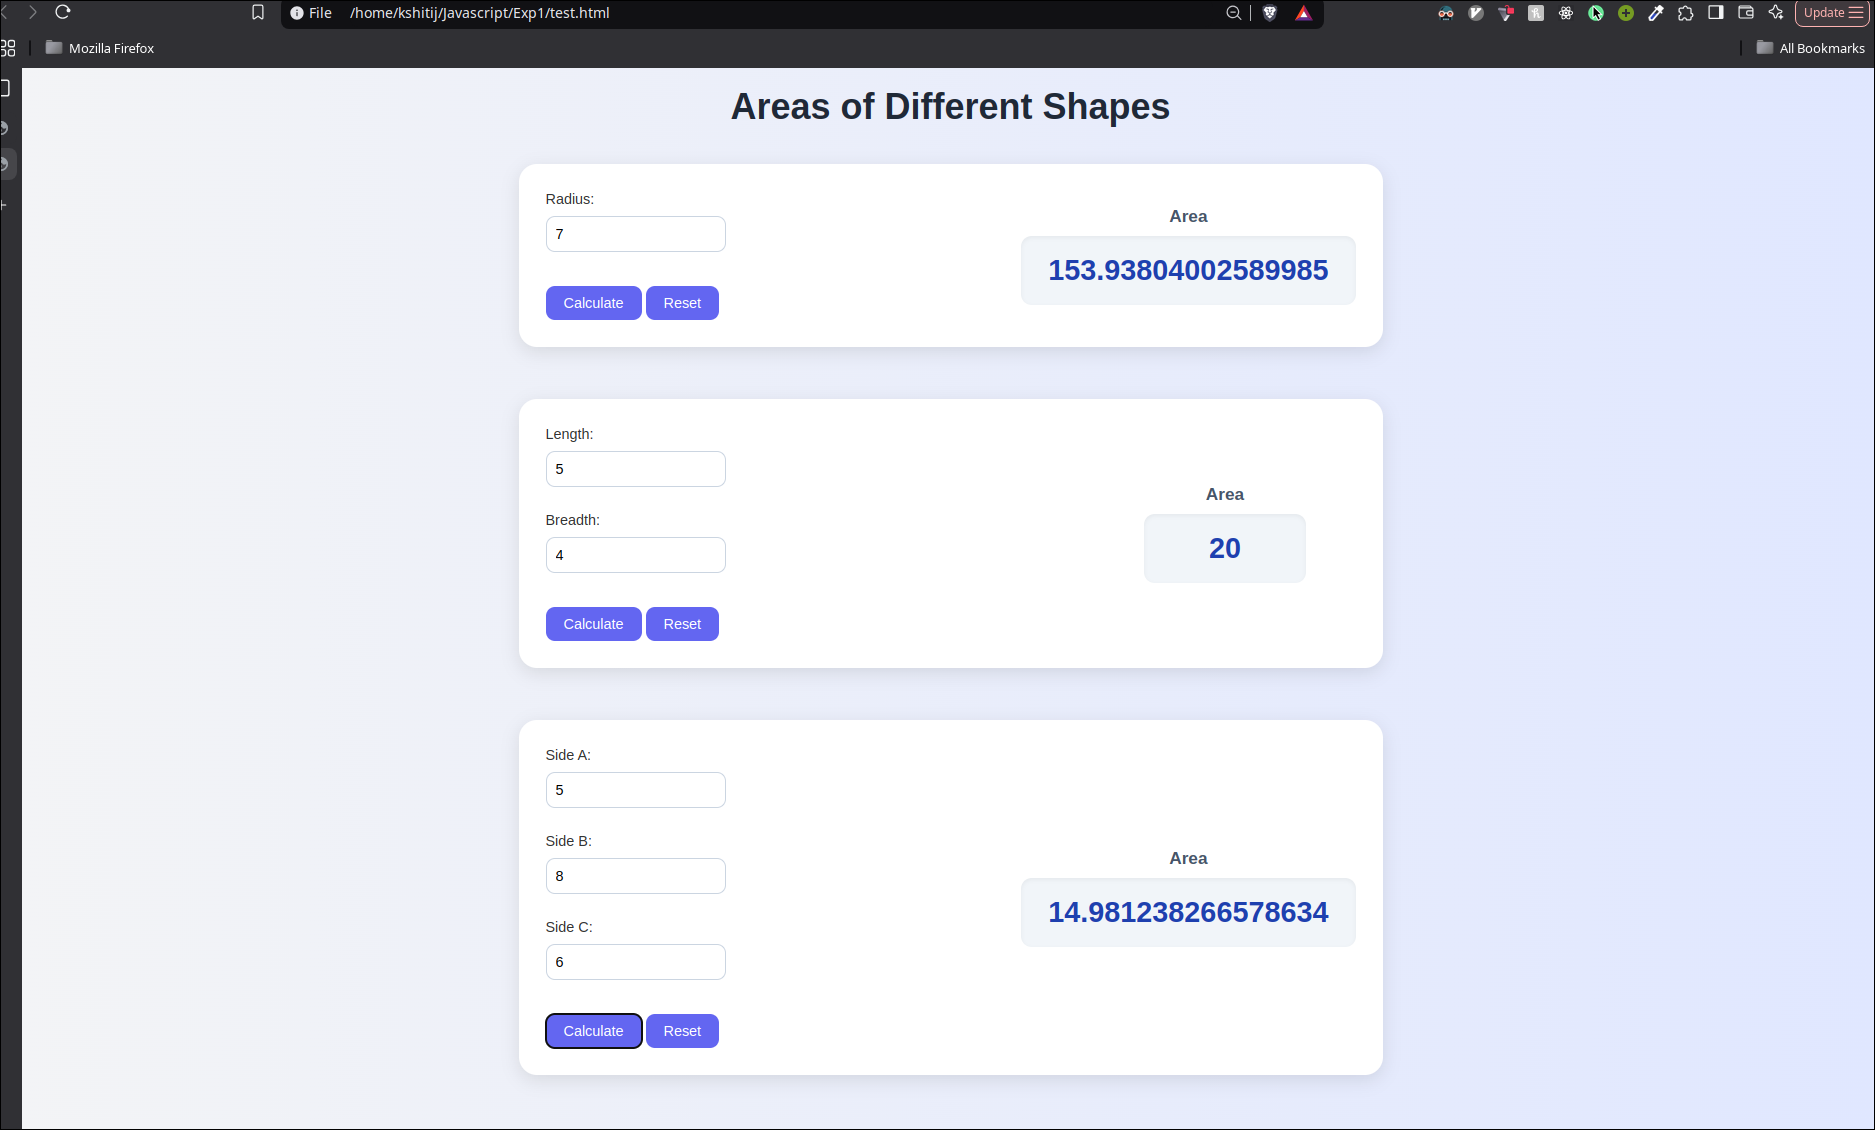 File /home/kshitij/Javascript/Exp1/test.html
Update
Mozilla Firefox
All Bookmarks
Areas of Different Shapes
Radius:
7
Calculate Reset
Area
153.93804002589985
Length:
5
Breadth:
4
Calculate Reset
Area
20
Side A:
5
Side B:
8
Side C:
6
Calculate Reset
Area
14.981238266578634